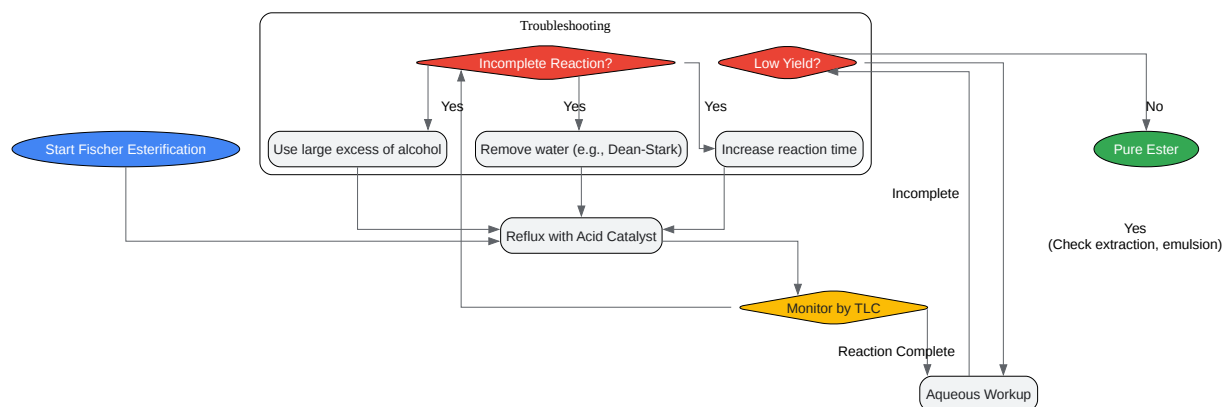 Troubleshooting
Incomplete Reaction?
Low Yield?
Yes
Yes
Yes
No
Start Fischer Esterification
Use large excess of alcohol
Remove water (e.g., Dean-Stark)
Increase reaction time
Pure Ester
Incomplete
Yes
(Check extraction, emulsion)
Reflux with Acid Catalyst
Monitor by TLC
Reaction Complete
Aqueous Workup